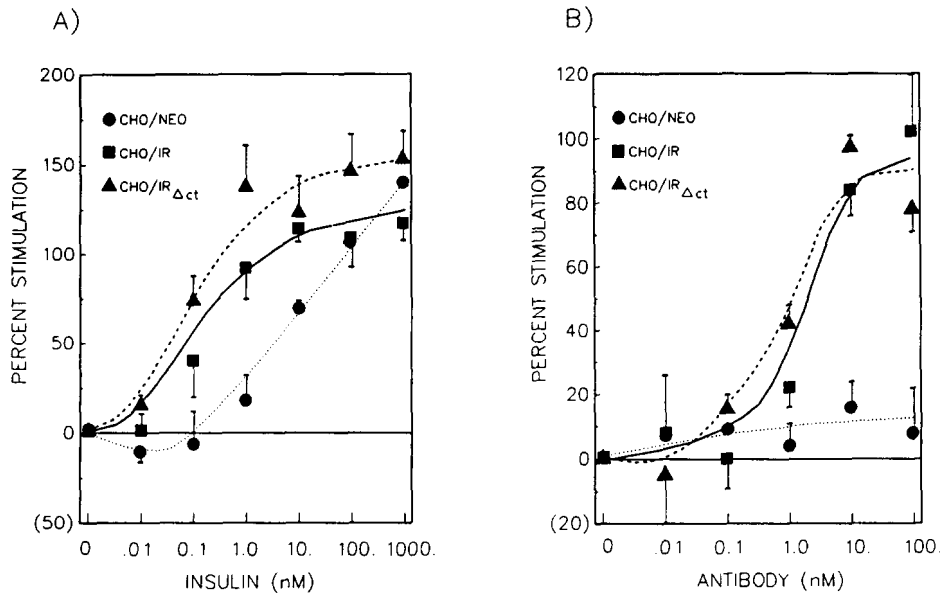 A)
200
150
100
50
0
(50)
PERCENT STIMULATION
CHO/NEO
CHO/IR
CHO/IRΔct
0 .01 0.1 1.0 10. 100. 1000.
INSULIN (nM)
B)
120
100
80
60
40
20
0
(20)
PERCENT STIMULATION
CHO/NEO
CHO/IR
CHO/IRΔct
0 .01 0.1 1.0 10. 100.
ANTIBODY (nM)